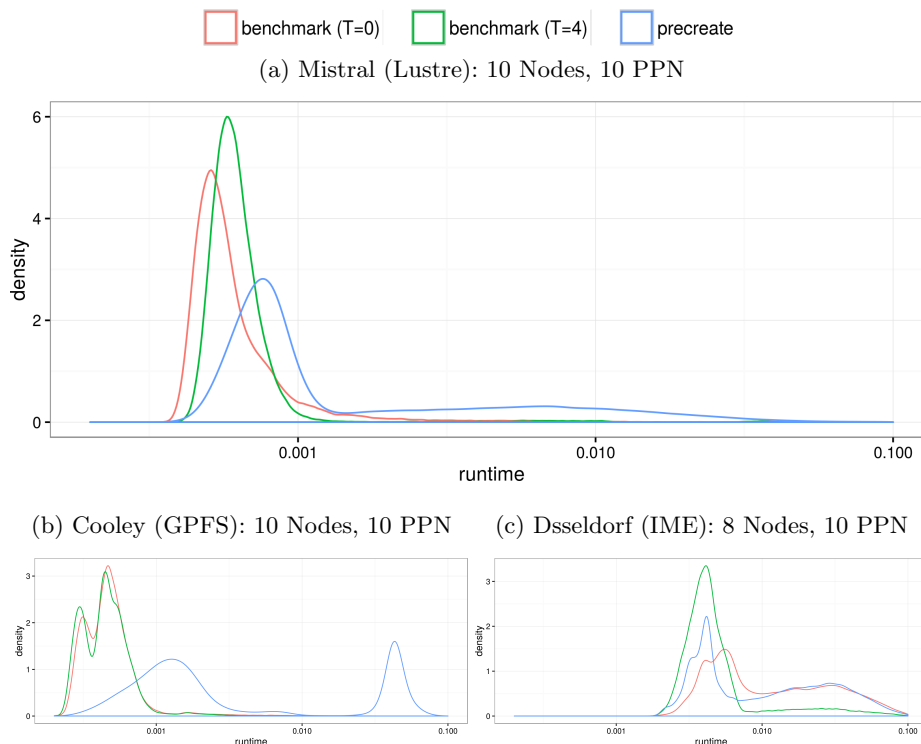 benchmark (T=0) benchmark (T=4) precreate
(a) Mistral (Lustre): 10 Nodes, 10 PPN
density
6
4
2
0
0.001 0.010 0.100
runtime
(b) Cooley (GPFS): 10 Nodes, 10 PPN
density
3
2
1
0
0.001 0.010 0.100
runtime
(c) Dsseldorf (IME): 8 Nodes, 10 PPN
density
3
2
1
0
0.001 0.010 0.100
runtime